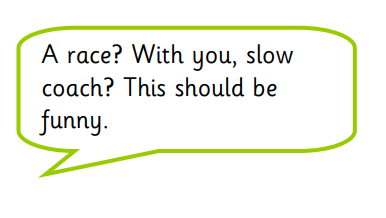 A race? With you, slow
coach? This should be
funny.